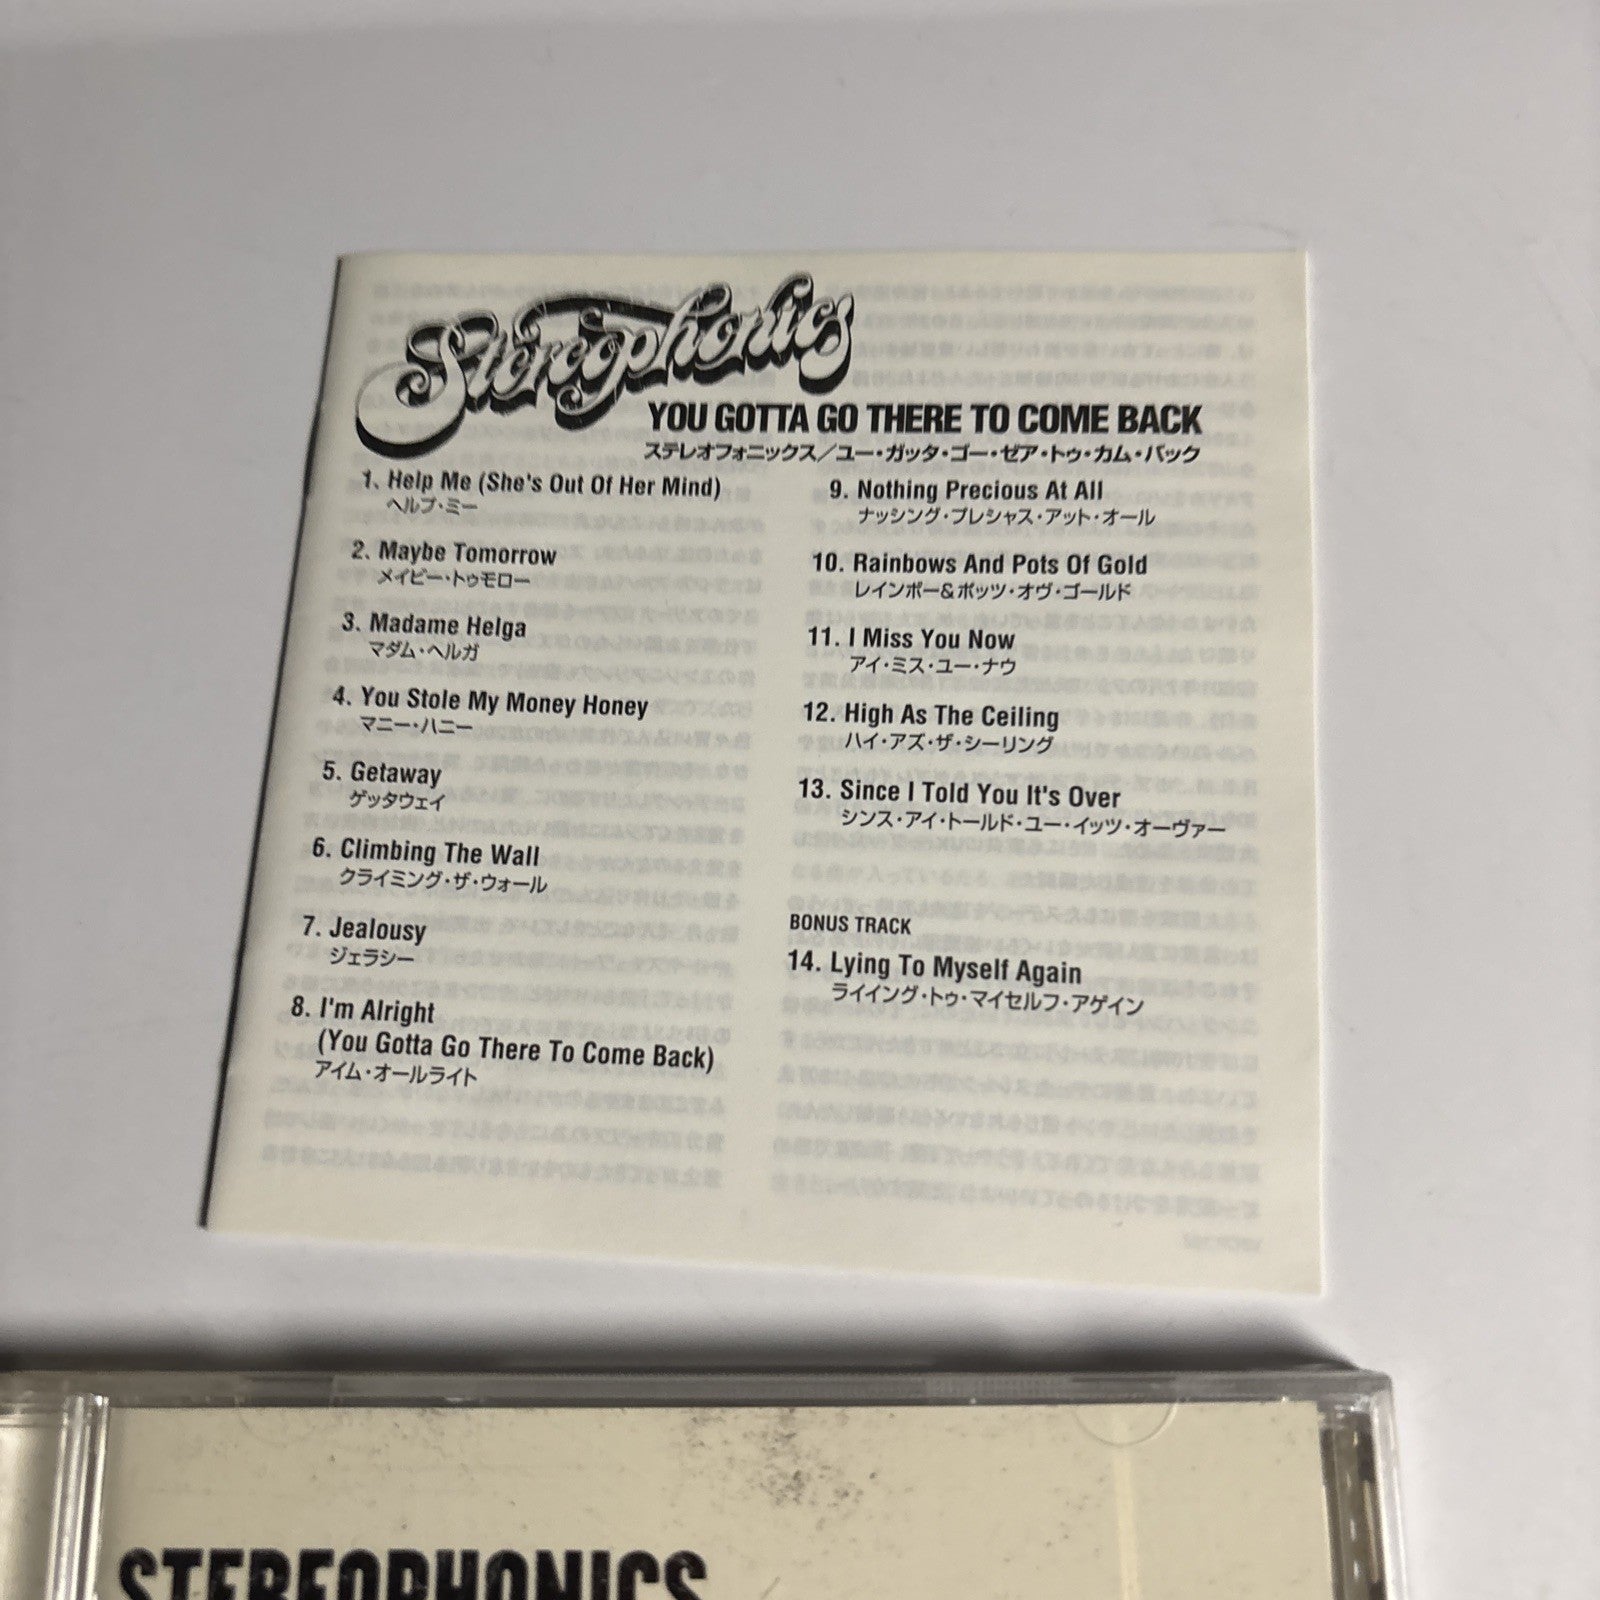 Stereophonics
YOU GOTTA GO THERE TO COME BACK
ステレオフォニックス／ユー・ガッタ・ゴー・ゼア・トゥ・カム・バック
1. Help Me (She's Out Of Her Mind)
ヘルプ・ミー
2. Maybe Tomorrow
メイビー・トゥモロー
3. Madame Helga
マダム・ヘルガ
4. You Stole My Money Honey
マニー・ハニー
5. Getaway
ゲッタウェイ
6. Climbing The Wall
クライミング・ザ・ウォール
7. Jealousy
ジェラシー
8. I'm Alright
(You Gotta Go There To Come Back)
アイム・オールライト
9. Nothing Precious At All
ナッシング・プレシャス・アット・オール
10. Rainbows And Pots Of Gold
レインボー&ポッツ・オヴ・ゴールド
11. I Miss You Now
アイ・ミス・ユー・ナウ
12. High As The Ceiling
ハイ・アズ・ザ・シーリング
13. Since I Told You It's Over
シンス・アイ・トールド・ユー・イッツ・オーヴァー
BONUS TRACK
14. Lying To Myself Again
ライイング・トゥ・マイセルフ・アゲイン
STEREOPHONICS